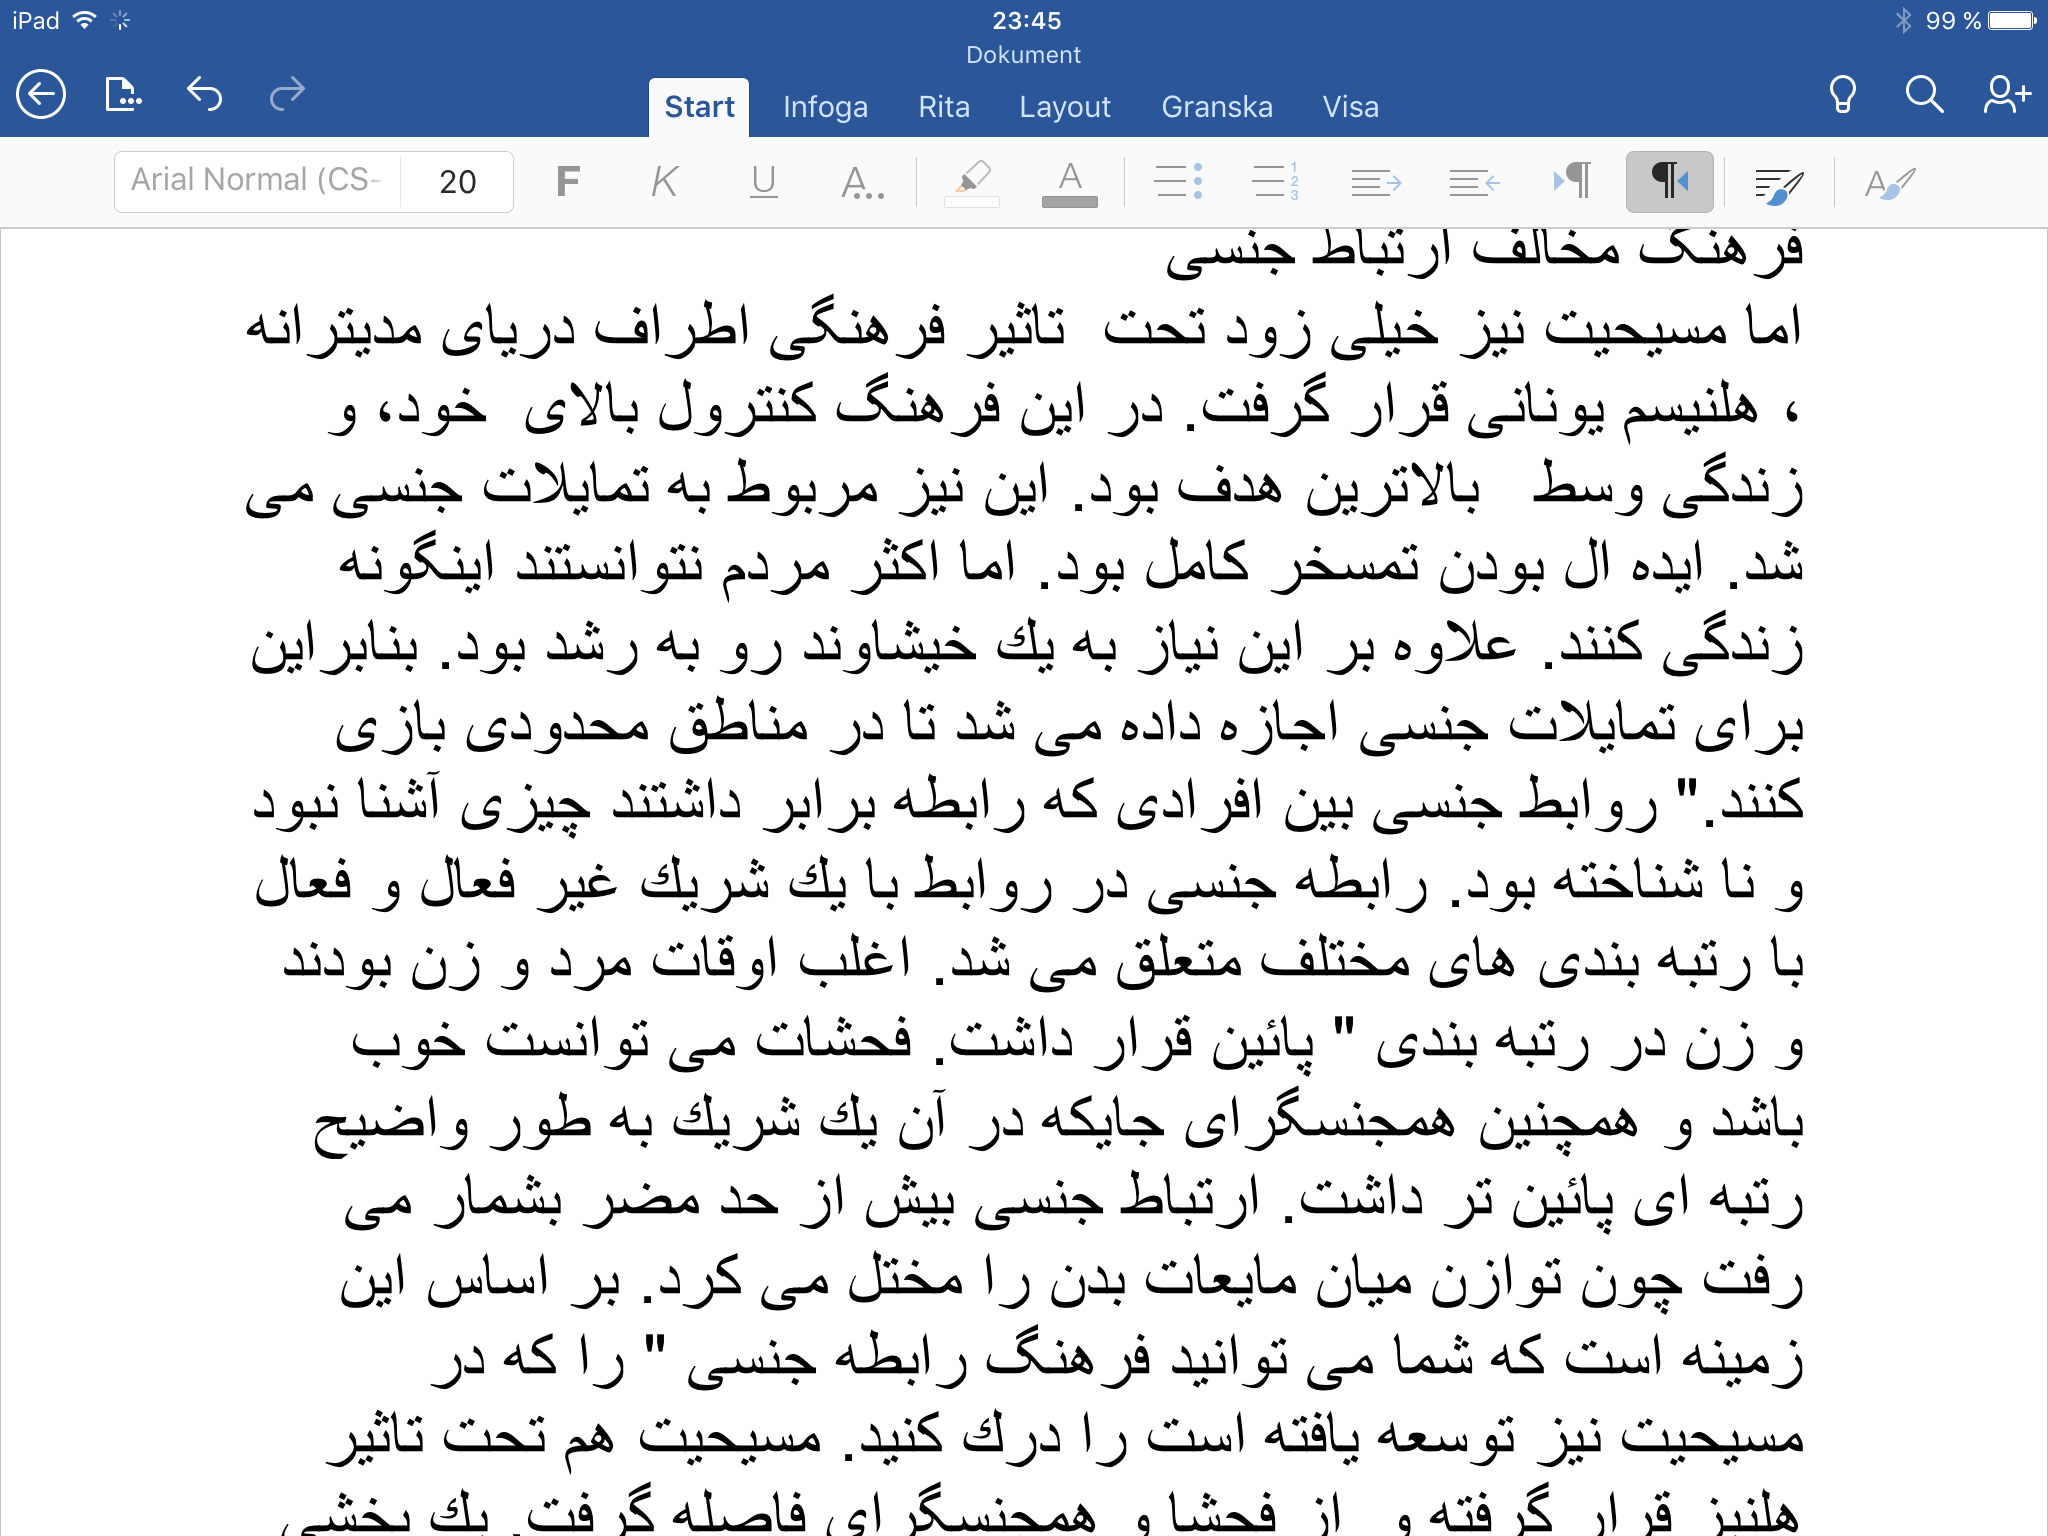 iPad
23:45
99 %
Dokument
Start Infoga Rita Layout Granska Visa
Arial Normal (CS- 20 F K U A
فرهنگ مخالف ارتباط جنسی
اما مسیحیت نیز خیلی زود تحت تاثیر فرهنگی اطراف دریای مدیترانه
، هلنیسم یونانی قرار گرفت. در این فرهنگ کنترول بالای خود، و
زندگی وسط بالاترین هدف بود. این نیز مربوط به تمایلات جنسی می
شد. ایده ال بودن تمسخر کامل بود. اما اکثر مردم نتوانستند اینگونه
زندگی کنند. علاوه بر این نیاز به يك خیشاوند رو به رشد بود. بنابراین
برای تمایلات جنسی اجازه داده می شد تا در مناطق محدودی بازی
کنند." روابط جنسی بین افرادی که رابطه برابر داشتند چیزی آشنا نبود
و نا شناخته بود. رابطه جنسی در روابط با يك شريك غیر فعال و فعال
با رتبه بندی های مختلف متعلق می شد. اغلب اوقات مرد و زن بودند
و زن در رتبه بندی " پائین قرار داشت. فحشات می توانست خوب
باشد و همچنین همجنسگرای جایکه در آن يك شريك به طور واضیح
رتبه ای پائین تر داشت. ارتباط جنسی بیش از حد مضر بشمار می
رفت چون توازن میان مایعات بدن را مختل می کرد. بر اساس این
زمینه است که شما می توانید فرهنگ رابطه جنسی " را که در
مسیحیت نیز توسعه یافته است را درك کنید. مسیحیت هم تحت تاثیر
هلنیز قرار گرفته و از فحشا و همجنسگرای فاصله گرفت. يك بخشی